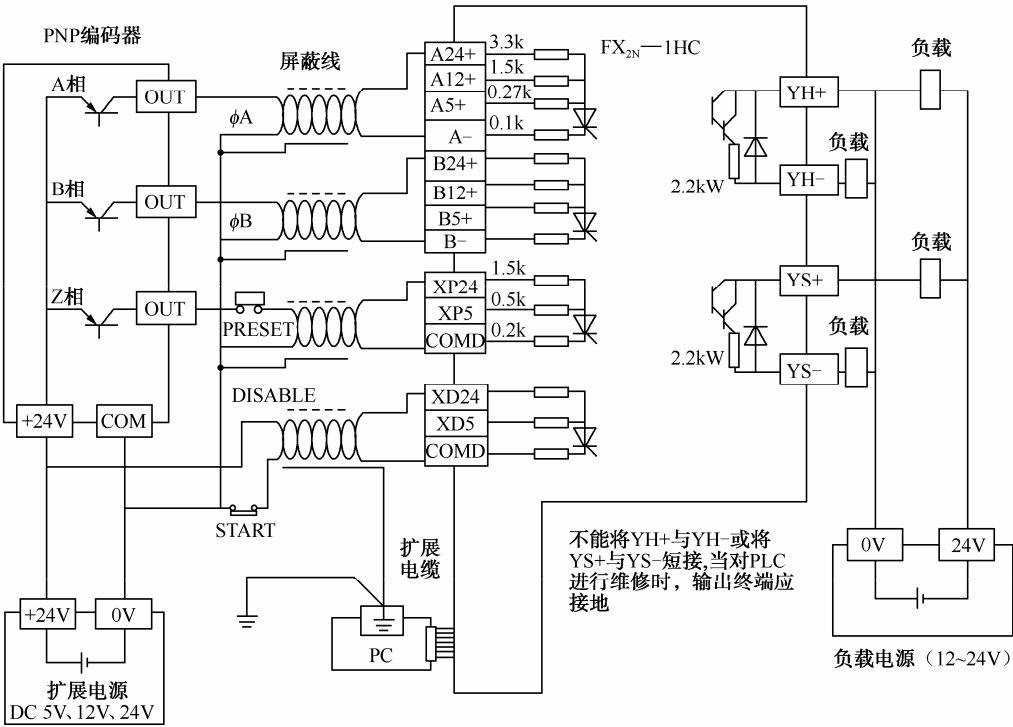 PNP编码器
A相
OUT
B相
OUT
Z相
OUT
+24V
COM
屏蔽线
ϕA
ϕB
PRESET
DISABLE
START
A24+
A12+
A5+
A−
B24+
B12+
B5+
B−
XP24
XP5
COMD
XD24
XD5
COMD
3.3k
1.5k
0.27k
0.1k
1.5k
0.5k
0.2k
FX2N—1HC
YH+
YH−
2.2kW
YS+
YS−
2.2kW
负载
负载
负载
负载
不能将YH+与YH−或将
YS+与YS−短接,当对PLC
进行维修时，输出终端应
接地
0V
24V
负载电源（12~24V）
扩展
电缆
PC
+24V
0V
扩展电源
DC 5V、12V、24V